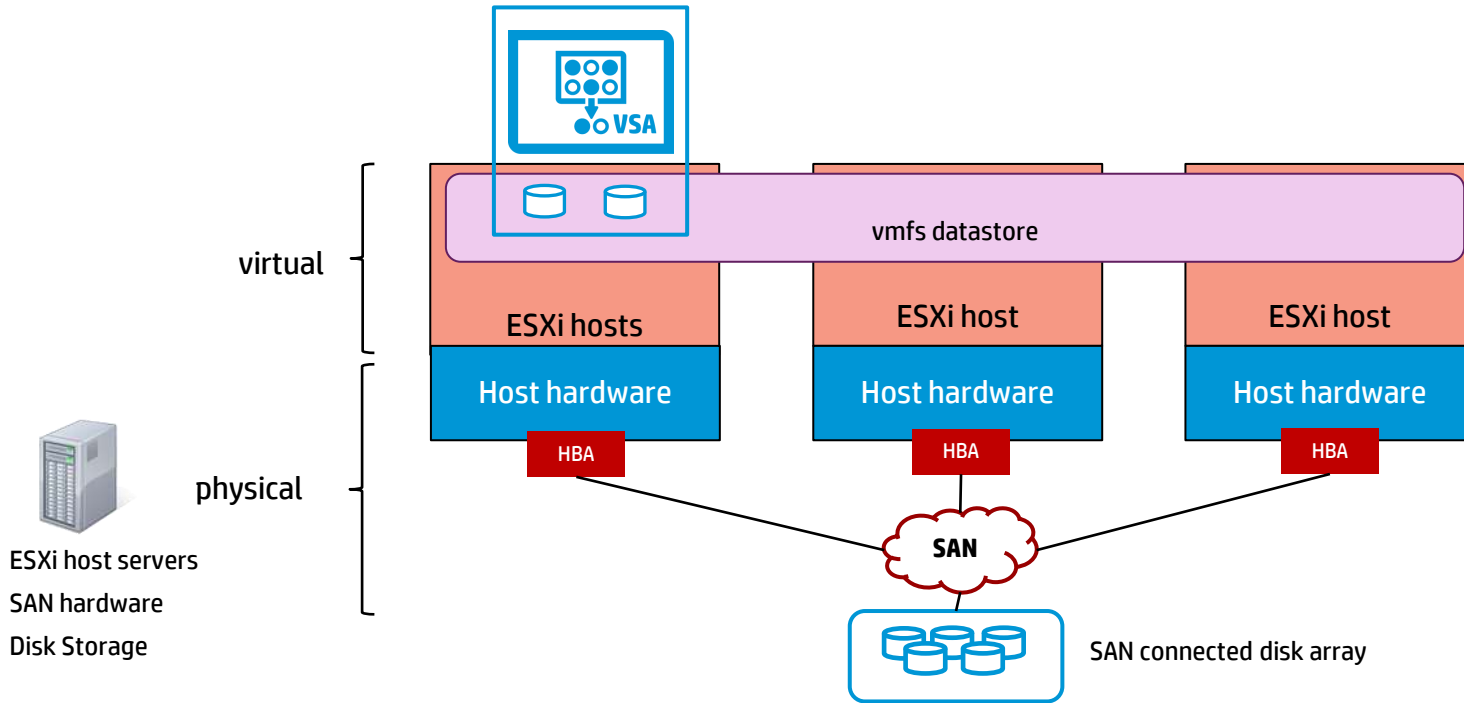 VSA
vmfs datastore
virtual
ESXi hosts
ESXi host
ESXi host
Host hardware
Host hardware
Host hardware
HBA
HBA
HBA
physical
SAN
ESXi host servers
SAN hardware
Disk Storage
SAN connected disk array